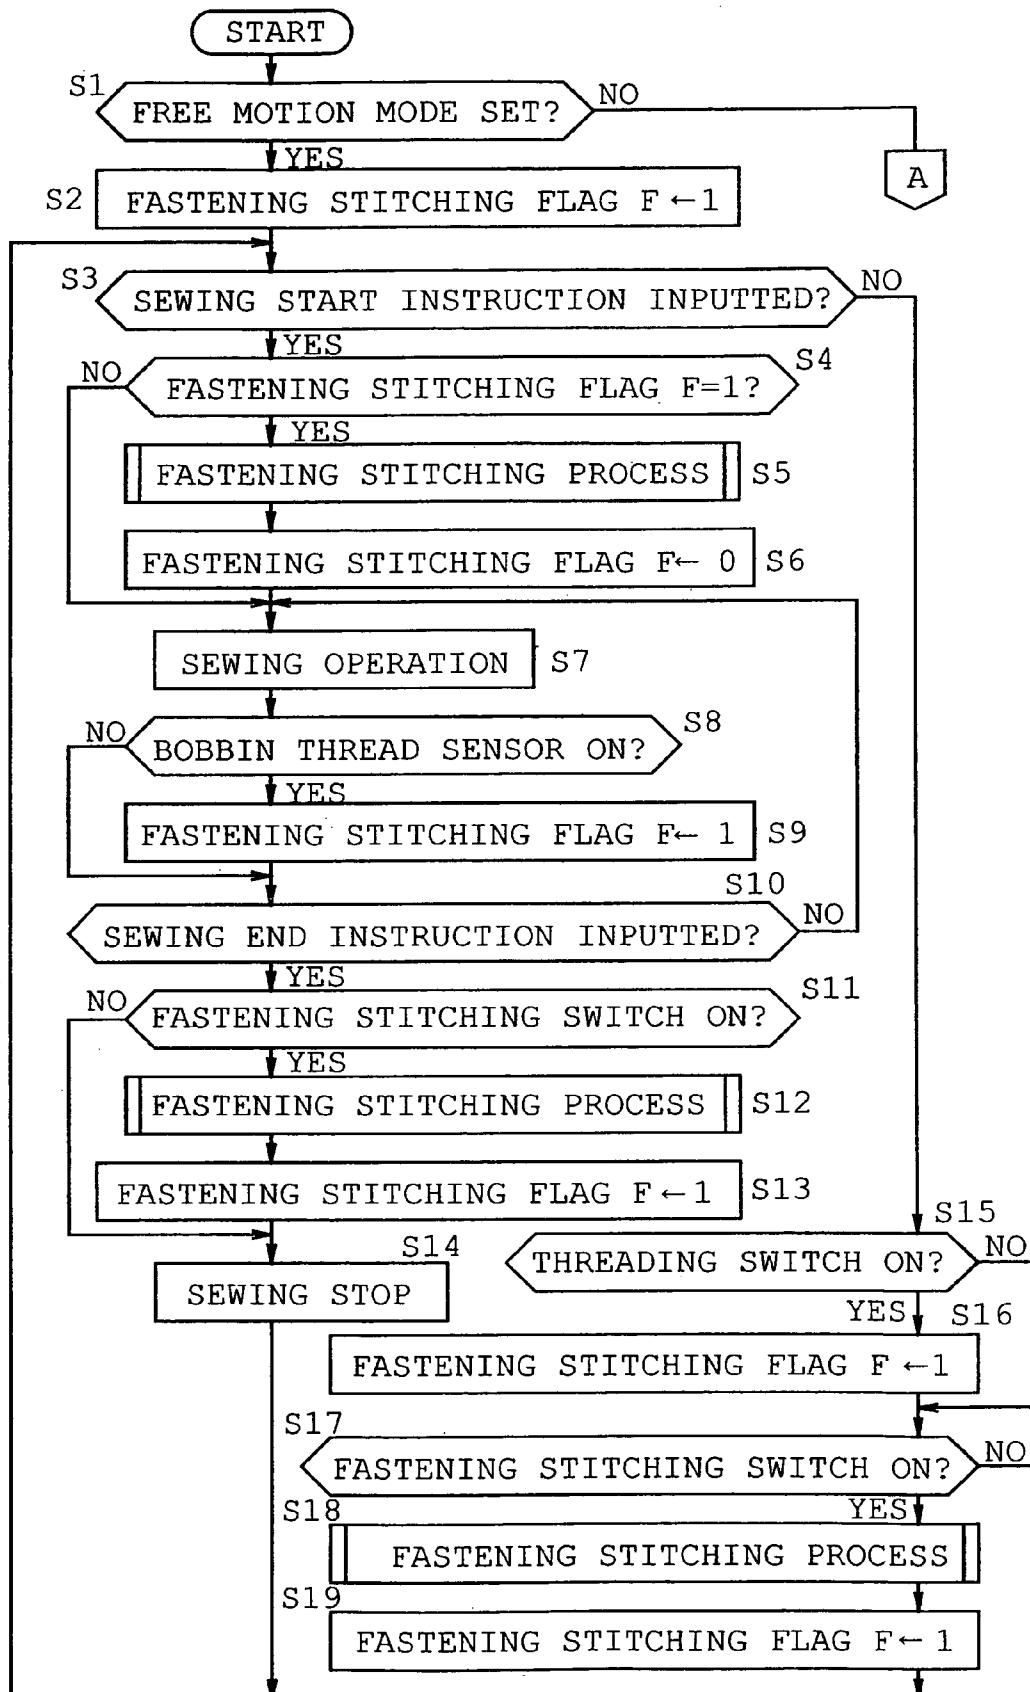 START
S1
FREE MOTION MODE SET?
NO
YES
A
S2
FASTENING STITCHING FLAG F ←1
S3
SEWING START INSTRUCTION INPUTTED?
NO
YES
S4
NO
FASTENING STITCHING FLAG F=1?
YES
FASTENING STITCHING PROCESS
S5
FASTENING STITCHING FLAG F← 0
S6
SEWING OPERATION
S7
S8
NO
BOBBIN THREAD SENSOR ON?
YES
FASTENING STITCHING FLAG F← 1
S9
S10
SEWING END INSTRUCTION INPUTTED?
NO
YES
S11
NO
FASTENING STITCHING SWITCH ON?
YES
FASTENING STITCHING PROCESS
S12
FASTENING STITCHING FLAG F ←1
S13
S14
SEWING STOP
S15
THREADING SWITCH ON?
NO
YES
S16
FASTENING STITCHING FLAG F ←1
S17
FASTENING STITCHING SWITCH ON?
NO
YES
S18
FASTENING STITCHING PROCESS
S19
FASTENING STITCHING FLAG F← 1